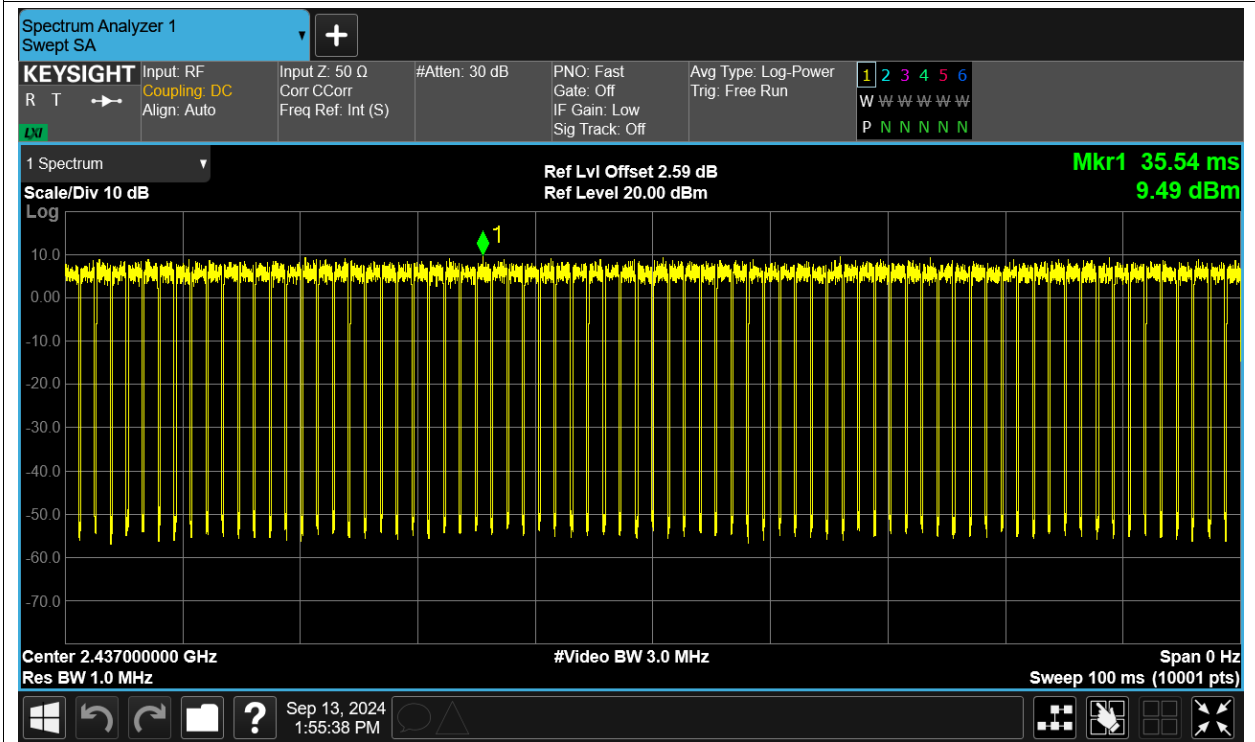 Spectrum Analyzer 1
Swept SA
KEYSIGHT
R T
LXI
Input: RF
Coupling: DC
Align: Auto
Input Z: 50 Ω
Corr CCorr
Freq Ref: Int (S)
#Atten: 30 dB
PNO: Fast
Gate: Off
IF Gain: Low
Sig Track: Off
Avg Type: Log-Power
Trig: Free Run
1 2 3 4 5 6
W W W W W W
P N N N N N
1 Spectrum
Scale/Div 10 dB
Ref Lvl Offset 2.59 dB
Ref Level 20.00 dBm
Mkr1 35.54 ms
9.49 dBm
Log
1
10.0
0.00
-10.0
-20.0
-30.0
-40.0
-50.0
-60.0
-70.0
Center 2.437000000 GHz
#Video BW 3.0 MHz
Span 0 Hz
Res BW 1.0 MHz
Sweep 100 ms (10001 pts)
?
Sep 13, 2024
1:55:38 PM